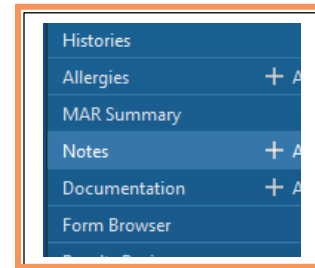 Histories
Allergies + A
MAR Summary
Notes + A
Documentation + A
Form Browser